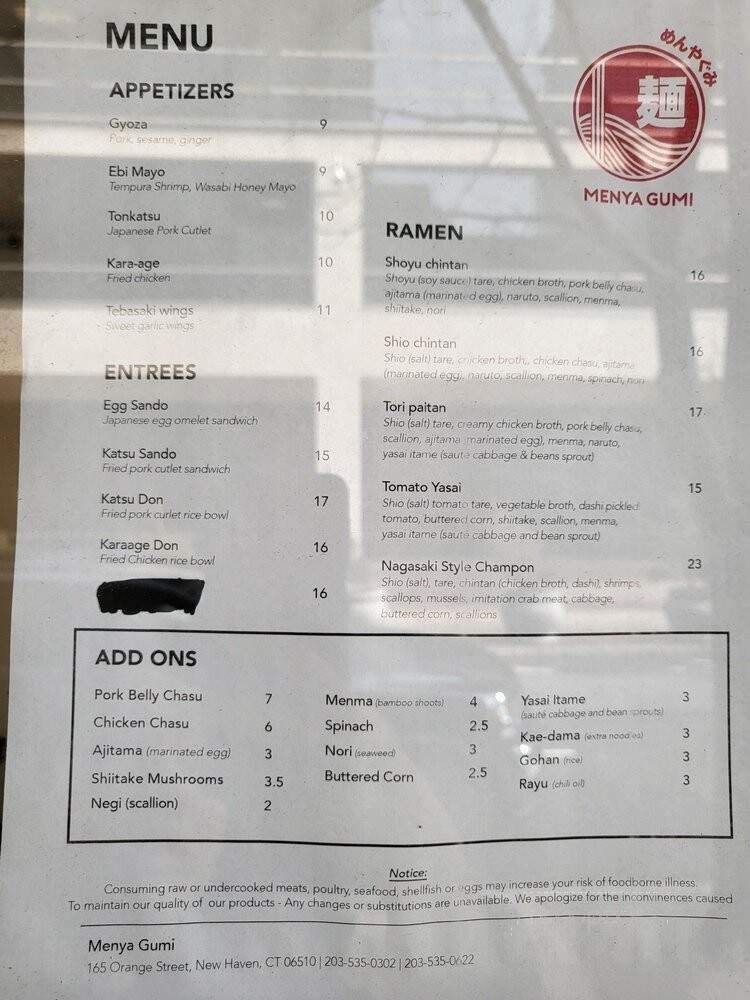 MENU
めんやぐみ
麺
MENYA GUMI
APPETIZERS
Gyoza 9
Pork, sesame, ginger
Ebi Mayo 9
Tempura Shrimp, Wasabi Honey Mayo
Tonkatsu 10
Japanese Pork Cutlet
Kara-age 10
Fried chicken
Tebasaki wings 11
Sweet garlic wings
ENTREES
Egg Sando 14
Japanese egg omelet sandwich
Katsu Sando 15
Fried pork cutlet sandwich
Katsu Don 17
Fried pork curlet rice bowl
Karaage Don 16
Fried Chicken rice bowl
16
RAMEN
Shoyu chintan 16
Shoyu (soy sauce) tare, chicken broth, pork belly chasu,
ajitama (marinated egg), naruto, scallion, menma,
shiitake, nori
Shio chintan 16
Shio (salt) tare, chicken broth,, chicken chasu, ajitama
(marinated egg), naruto, scallion, menma, spinach, nori
Tori paitan 17
Shio (salt) tare, creamy chicken broth, pork belly chasu,
scallion, ajitama (marinated egg), menma, naruto,
yasai itame (saute cabbage & beans sprout)
Tomato Yasai 15
Shio (salt) tomato tare, vegetable broth, dashi pickled
tomato, buttered corn, shiitake, scallion, menma,
yasai itame (saute cabbage and bean sprout)
Nagasaki Style Champon 23
Shio (salt), tare, chintan (chicken broth, dashi), shrimps,
scallops, mussels, imitation crab meat, cabbage,
buttered corn, scallions
ADD ONS
Pork Belly Chasu 7
Chicken Chasu 6
Ajitama (marinated egg) 3
Shiitake Mushrooms 3.5
Negi (scallion) 2
Menma (bamboo shoots) 4
Spinach 2.5
Nori (seaweed) 3
Buttered Corn 2.5
Yasai Itame 3
(sauté cabbage and bean sprouts)
Kae-dama (extra noodles) 3
Gohan (rice) 3
Rayu (chili oil) 3
Notice:
Consuming raw or undercooked meats, poultry, seafood, shellfish or eggs may increase your risk of foodborne illness.
To maintain our quality of our products - Any changes or substitutions are unavailable. We apologize for the inconvinences caused
Menya Gumi
165 Orange Street, New Haven, CT 06510 | 203-535-0302 | 203-535-0622